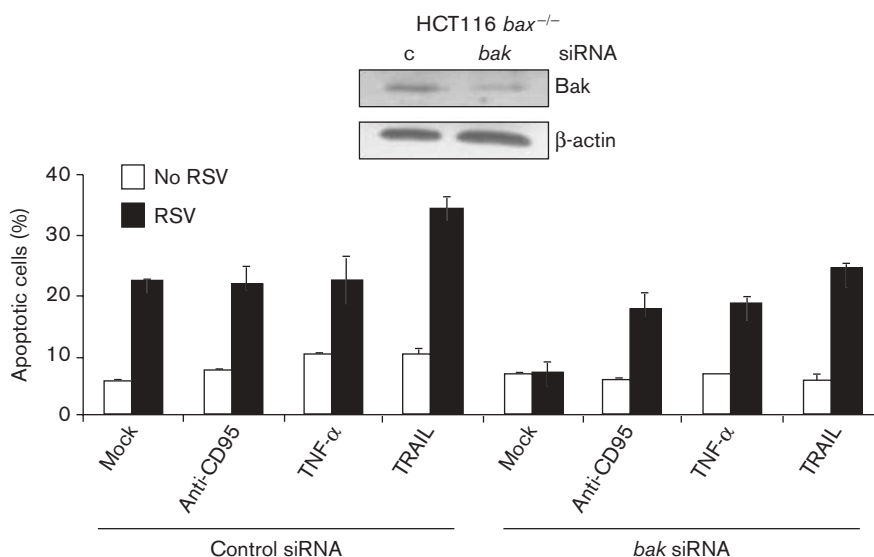 HCT116 bax−/−
c bak siRNA
Bak
β-actin
40
30
20
10
0
Apoptotic cells (%)
No RSV
RSV
Mock
Anti-CD95
TNF-α
TRAIL
Mock
Anti-CD95
TNF-α
TRAIL
Control siRNA
bak siRNA